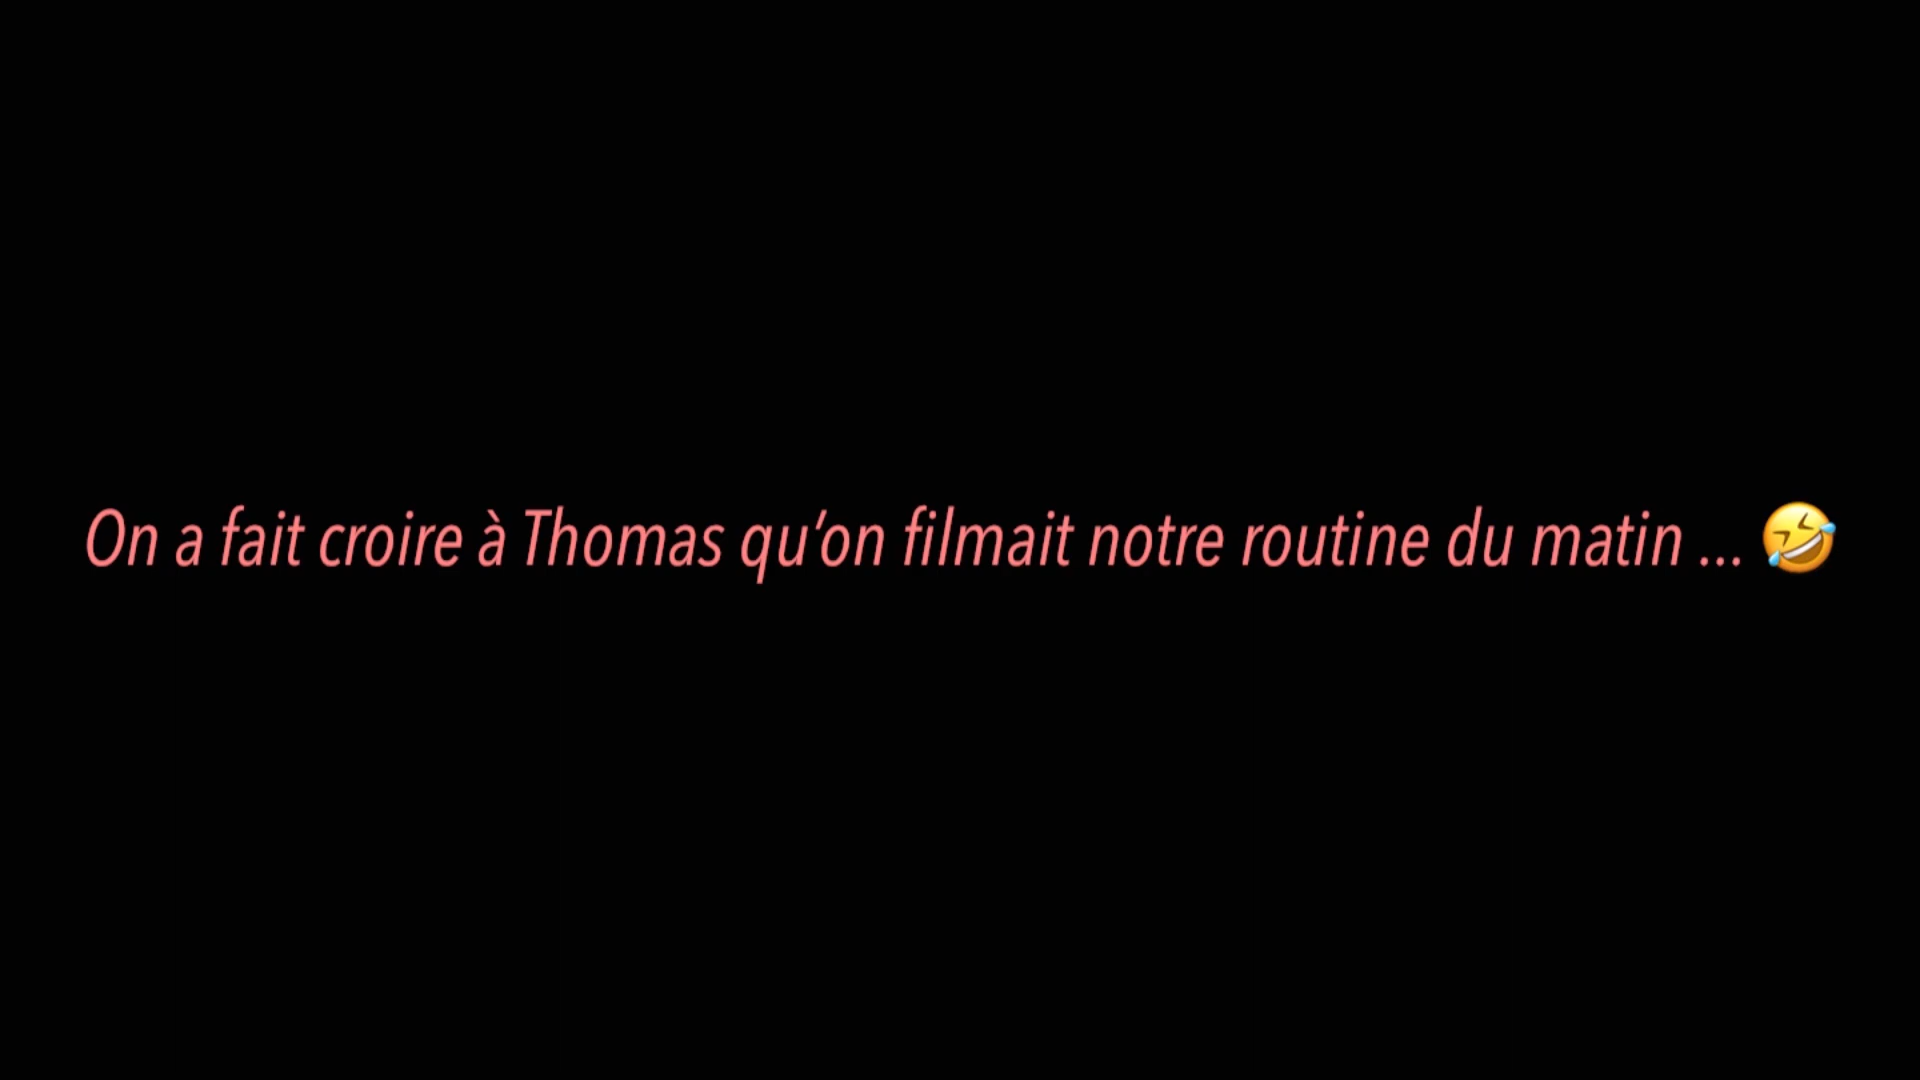 On a fait croire à Thomas qu’on filmait notre routine du matin ... 🤣